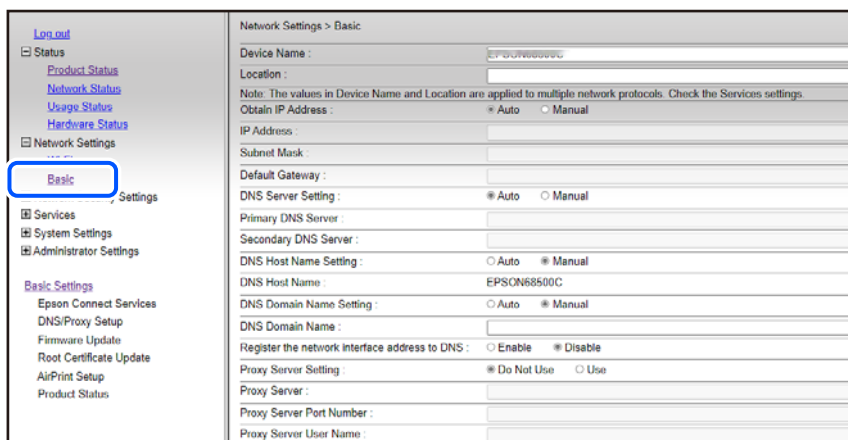 Log out
Status
Product Status
Network Status
Usage Status
Hardware Status
Network Settings
Basic
Settings
Services
System Settings
Administrator Settings
Basic Settings
Epson Connect Services
DNS/Proxy Setup
Firmware Update
Root Certificate Update
AirPrint Setup
Product Status
Network Settings > Basic
Device Name :
Location :
Note: The values in Device Name and Location are applied to multiple network protocols. Check the Services settings.
Obtain IP Address : Auto Manual
IP Address :
Subnet Mask :
Default Gateway :
DNS Server Setting : Auto Manual
Primary DNS Server :
Secondary DNS Server :
DNS Host Name Setting : Auto Manual
DNS Host Name : EPSON68500C
DNS Domain Name Setting : Auto Manual
DNS Domain Name :
Register the network interface address to DNS : Enable Disable
Proxy Server Setting : Do Not Use Use
Proxy Server :
Proxy Server Port Number :
Proxy Server User Name :